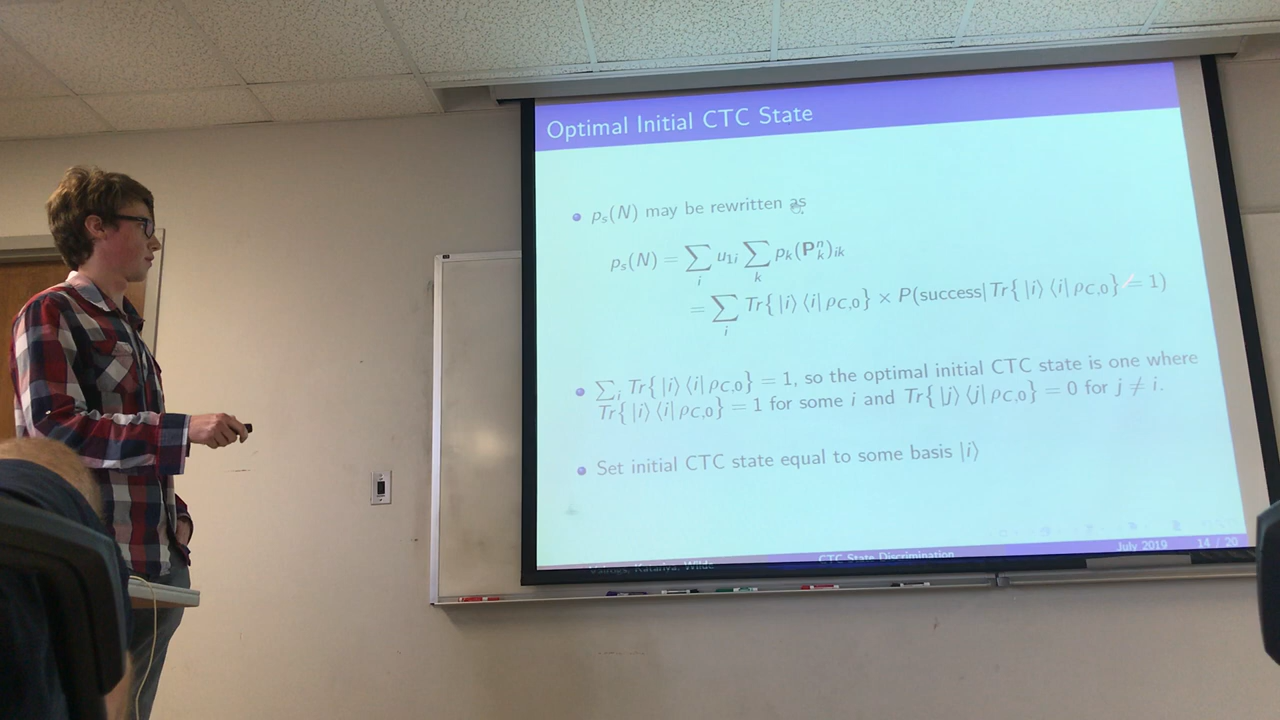 Optimal Initial CTC State
p_s(N) may be rewritten as
p_s(N) = ∑_i u_{1i} ∑_k p_k(𝐏_k^n)_{ik}
= ∑_i Tr{ |i⟩ ⟨i| ρ_{C,0}} × P(success| Tr{ |i⟩ ⟨i| ρ_{C,0}} = 1)
∑_i Tr{ |i⟩ ⟨i| ρ_{C,0}} = 1, so the optimal initial CTC state is one where
Tr{ |i⟩ ⟨i| ρ_{C,0}} = 1 for some i and Tr{ |j⟩ ⟨j| ρ_{C,0}} = 0 for j ≠ i.
Set initial CTC state equal to some basis |i⟩
Wilde CTC State Discrimination July 2019 14 / 20